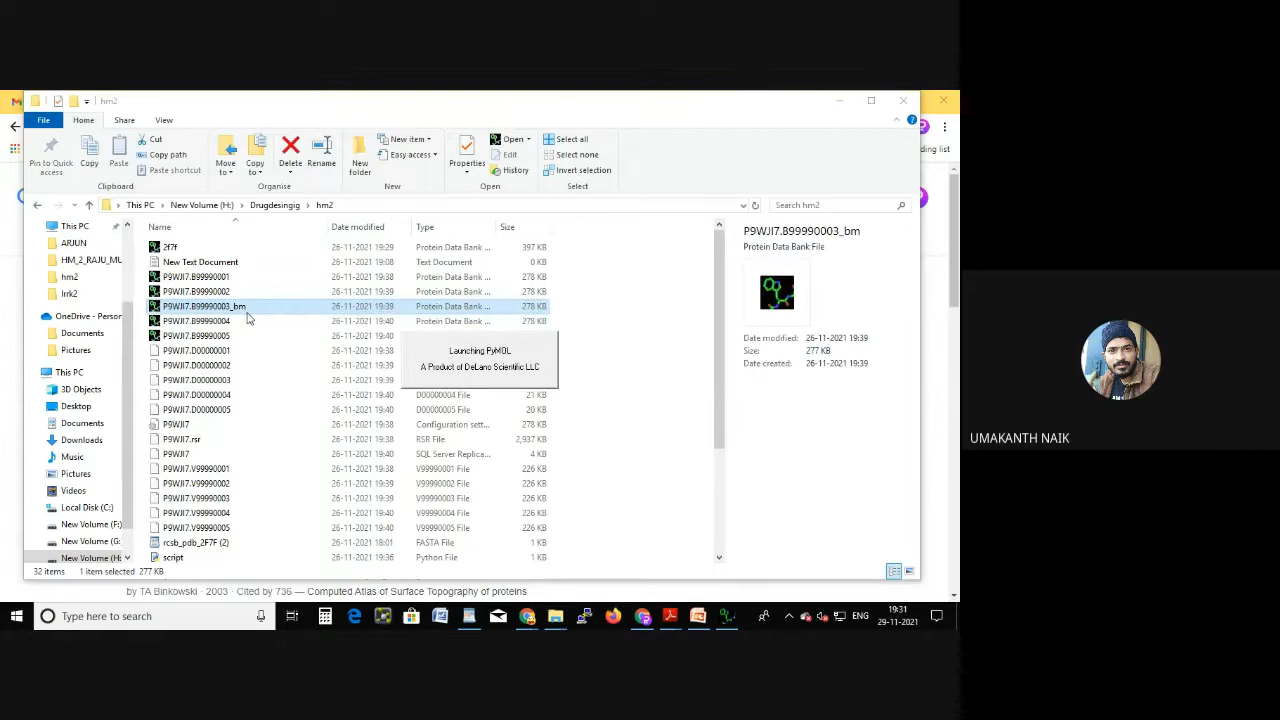 hm2
File Home Share View
Pin to Quick access
Copy
Paste
Cut
Copy path
Paste shortcut
Clipboard
Move to
Copy to
Delete
Rename
Organise
New folder
New item
Easy access
New
Properties
Open
Edit
History
Open
Select all
Select none
Invert selection
Select
ding list
This PC > New Volume (H:) > Drugdesingig > hm2
Search hm2
This PC
ARJUN
HM_2_RAJU_MU
hm2
lrrk2
OneDrive - Person
Documents
Pictures
This PC
3D Objects
Desktop
Documents
Downloads
Music
Pictures
Videos
Local Disk (C:)
New Volume (F:)
New Volume (G:
New Volume (H:
Name Date modified Type Size
2f7f 26-11-2021 19:29 Protein Data Bank ... 397 KB
New Text Document 26-11-2021 19:08 Text Document 0 KB
P9WJI7.B99990001 26-11-2021 19:38 Protein Data Bank ... 278 KB
P9WJI7.B99990002 26-11-2021 19:39 Protein Data Bank ... 278 KB
P9WJI7.B99990003_bm 26-11-2021 19:39 Protein Data Bank ... 278 KB
P9WJI7.B99990004 26-11-2021 19:40 Protein Data Bank ... 278 KB
P9WJI7.B99990005 26-11-2021 19:40
P9WJI7.D00000001 26-11-2021 19:38
P9WJI7.D00000002 26-11-2021 19:39
P9WJI7.D00000003 26-11-2021 19:39
P9WJI7.D00000004 26-11-2021 19:40 D00000004 File 21 KB
P9WJI7.D00000005 26-11-2021 19:40 D00000005 File 20 KB
P9WJI7 26-11-2021 19:40 Configuration sett... 278 KB
P9WJI7.rsr 26-11-2021 19:38 RSR File 2,937 KB
P9WJI7 26-11-2021 19:38 SQL Server Replica... 4 KB
P9WJI7.V99990001 26-11-2021 19:38 V99990001 File 226 KB
P9WJI7.V99990002 26-11-2021 19:39 V99990002 File 226 KB
P9WJI7.V99990003 26-11-2021 19:39 V99990003 File 226 KB
P9WJI7.V99990004 26-11-2021 19:40 V99990004 File 226 KB
P9WJI7.V99990005 26-11-2021 19:40 V99990005 File 226 KB
rcsb_pdb_2F7F (2) 26-11-2021 18:01 FASTA File 1 KB
script 26-11-2021 19:36 Python File 1 KB
Launching PyMOL
A Product of DeLano Scientific LLC
P9WJI7.B99990003_bm
Protein Data Bank File
Date modified: 26-11-2021 19:39
Size: 277 KB
Date created: 26-11-2021 19:39
32 items 1 item selected 277 KB
by TA Binkowski · 2003 · Cited by 736 — Computed Atlas of Surface Topography of proteins
Type here to search
ENG
19:31
29-11-2021
UMAKANTH NAIK